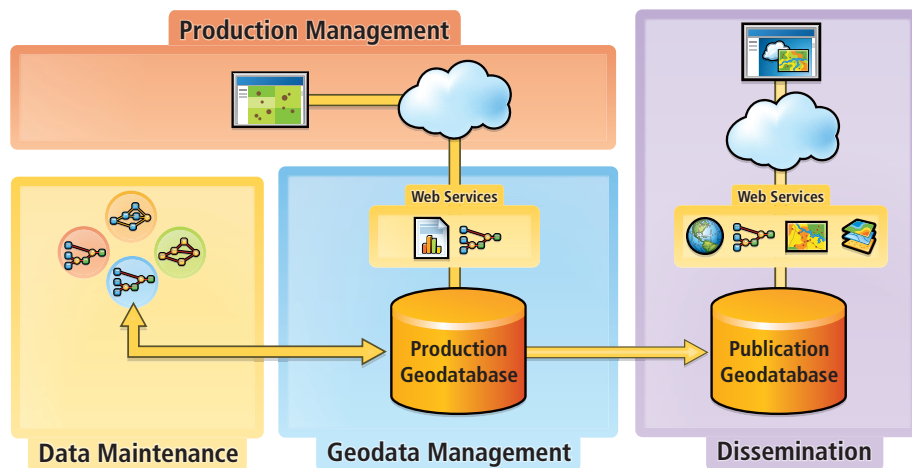 Production Management
Web Services
Web Services
Production
Geodatabase
Publication
Geodatabase
Data Maintenance
Geodata Management
Dissemination